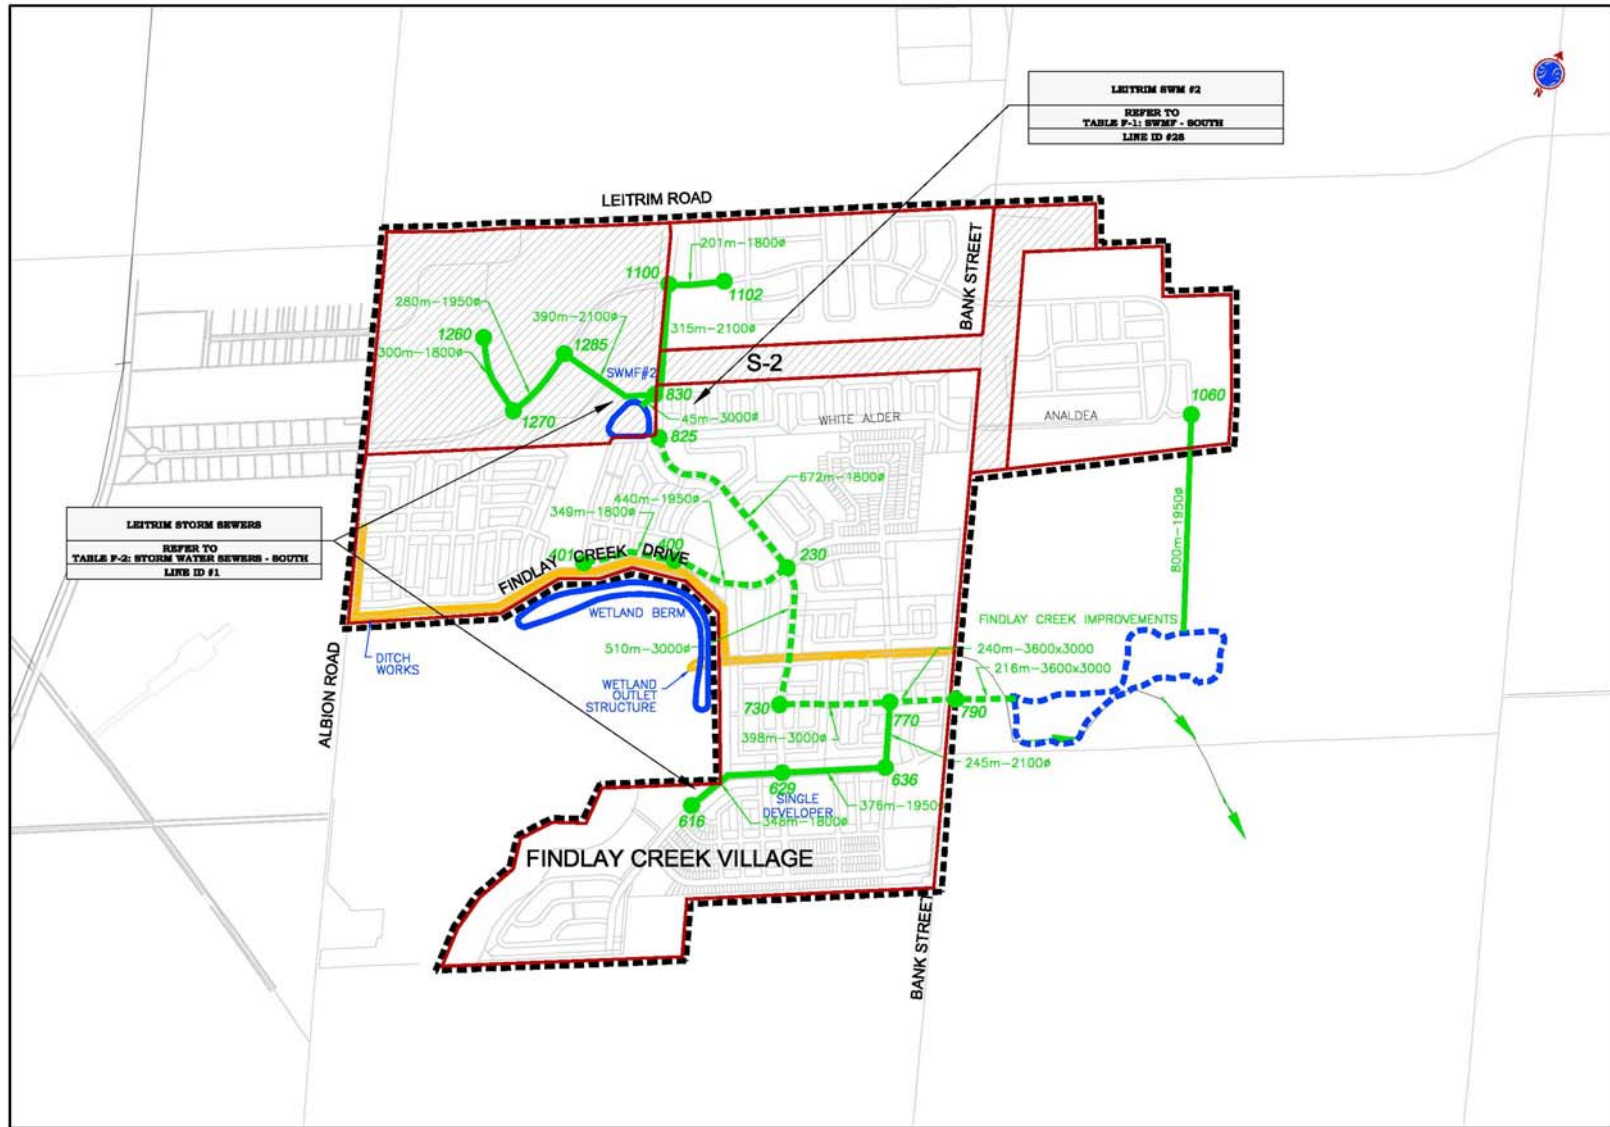 N
LEITRIM SWM #2
REFER TO
TABLE F-1: SWMF - SOUTH
LINE ID #28
LEITRIM ROAD
201m-1800ø
BANK STREET
1100
1102
280m-1950ø
390m-2100ø
315m-2100ø
1260
300m-1800ø
1285
SWMF#2
S-2
830
1060
1270
45m-3000ø
WHITE ALDER
ANALDEA
825
672m-1800ø
440m-1950ø
349m-1800ø
800m-1950ø
LEITRIM STORM SEWERS
REFER TO
TABLE F-2: STORM WATER SEWERS - SOUTH
LINE ID #1
401
400
230
FINDLAY CREEK DRIVE
WETLAND BERM
FINDLAY CREEK IMPROVEMENTS
510m-3000ø
240m-3600x3000
216m-3600x3000
DITCH
WORKS
WETLAND
OUTLET
STRUCTURE
ALBION ROAD
730
770
790
398m-3000ø
245m-2100ø
629
636
SINGLE
DEVELOPER
376m-1950
616
348m-1800ø
FINDLAY CREEK VILLAGE
BANK STREET